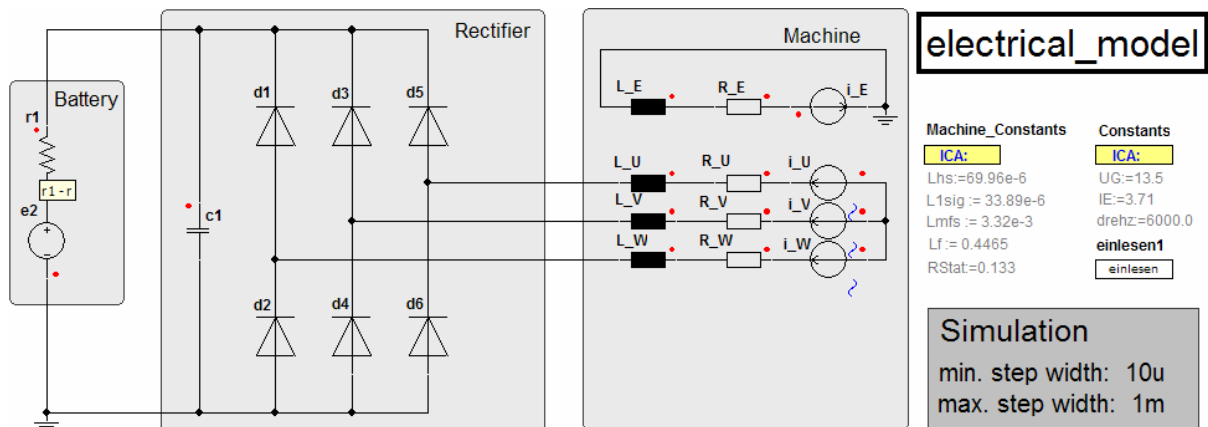 Rectifier
Machine
electrical_model
Battery
r1
r1 - r
e2
c1
d1
d3
d5
d2
d4
d6
L_E
R_E
i_E
L_U
R_U
i_U
L_V
R_V
i_V
L_W
R_W
i_W
Machine_Constants
ICA:
Lhs:=69.96e-6
L1sig := 33.89e-6
Lmfs := 3.32e-3
Lf := 0.4465
RStat:=0.133
Constants
ICA:
UG:=13.5
IE:=3.71
drehz:=6000.0
einlesen1
einlesen
Simulation
min. step width: 10u
max. step width: 1m